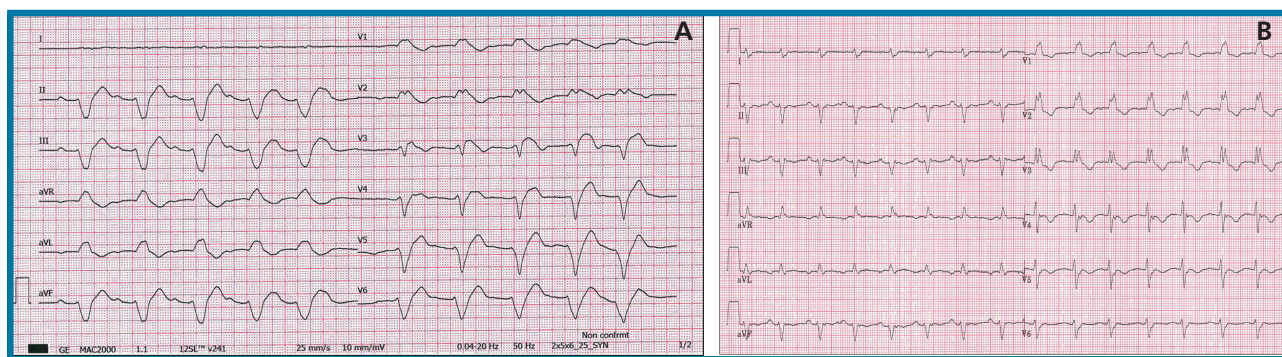 A
I
V1
II
V2
III
V3
aVR
V4
aVL
V5
aVF
V6
Non confirmt
GE MAC2000 1.1 12SL™ v241 25 mm/s 10 mm/mV 0.04-20 Hz 50 Hz 2x5x6_25_SYN 1/2
B
I
V1
II
V2
III
V3
aVR
V4
aVL
V5
aVF
V6